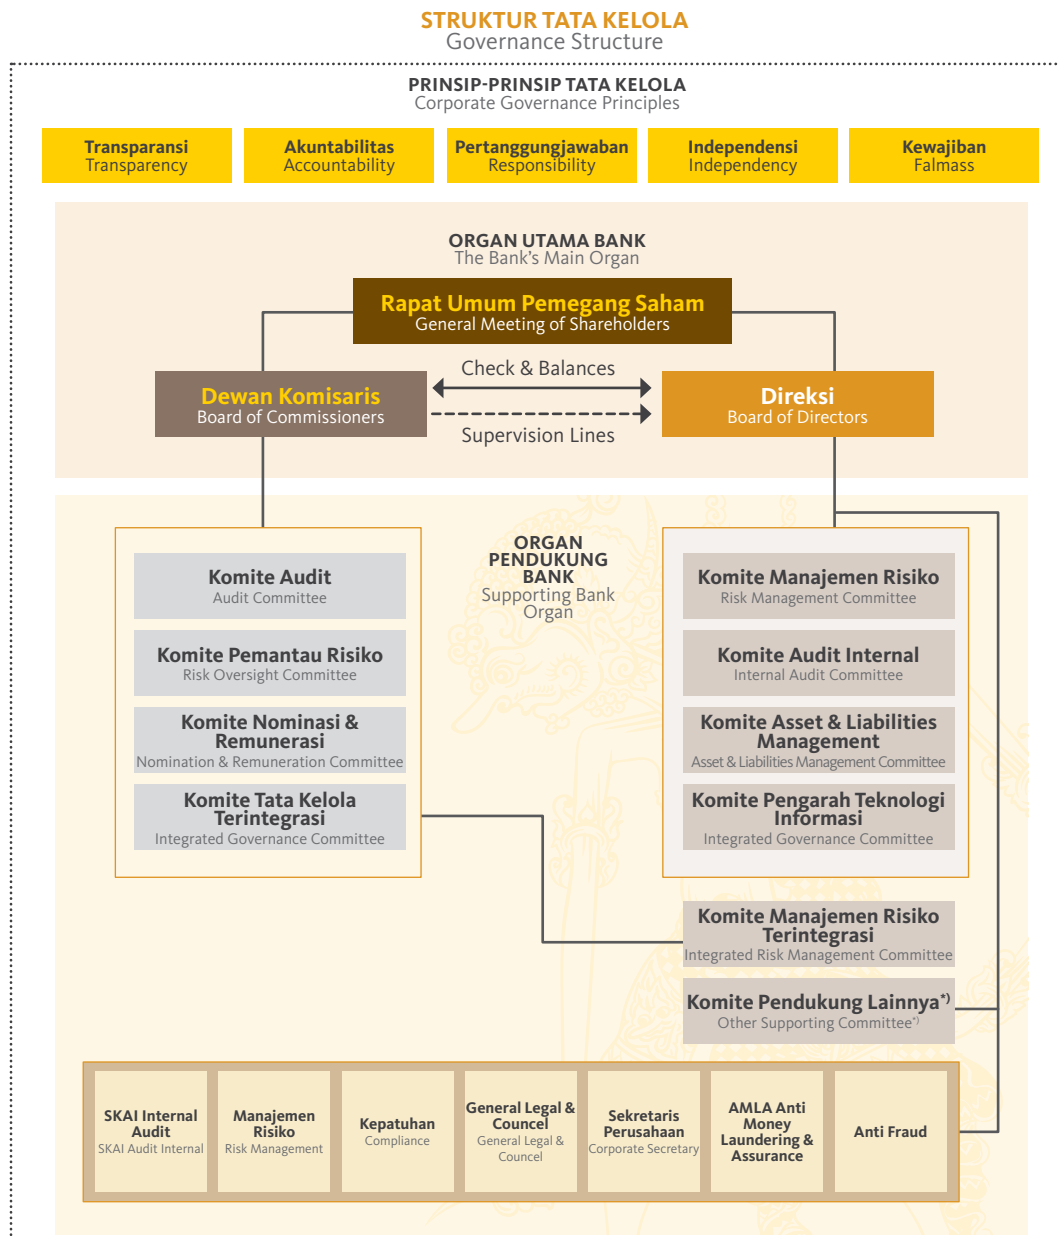 STRUKTUR TATA KELOLA
Governance Structure
PRINSIP-PRINSIP TATA KELOLA
Corporate Governance Principles
Transparansi
Transparency
Akuntabilitas
Accountability
Pertanggungjawaban
Responsibility
Independensi
Independency
Kewajiban
Falmass
ORGAN UTAMA BANK
The Bank's Main Organ
Rapat Umum Pemegang Saham
General Meeting of Shareholders
Dewan Komisaris
Board of Commissioners
Check & Balances
Supervision Lines
Direksi
Board of Directors
ORGAN
PENDUKUNG
BANK
Supporting Bank
Organ
Komite Audit
Audit Committee
Komite Pemantau Risiko
Risk Oversight Committee
Komite Nominasi &
Remunerasi
Nomination & Remuneration Committee
Komite Tata Kelola
Terintegrasi
Integrated Governance Committee
Komite Manajemen Risiko
Risk Management Committee
Komite Audit Internal
Internal Audit Committee
Komite Asset & Liabilities
Management
Asset & Liabilities Management Committee
Komite Pengarah Teknologi
Informasi
Integrated Governance Committee
Komite Manajemen Risiko
Terintegrasi
Integrated Risk Management Committee
Komite Pendukung Lainnya*)
Other Supporting Committee*)
SKAI Internal
Audit
SKAI Audit Internal
Manajemen
Risiko
Risk Management
Kepatuhan
Compliance
General Legal &
Councel
General Legal &
Councel
Sekretaris
Perusahaan
Corporate Secretary
AMLA Anti
Money
Laundering &
Assurance
Anti Fraud